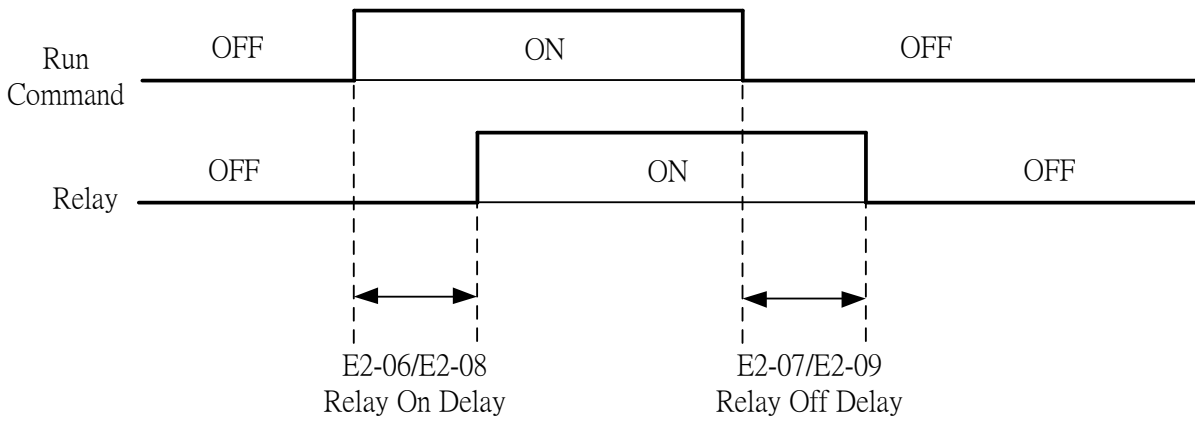 Run
Command
OFF
ON
OFF
Relay
OFF
ON
OFF
E2-06/E2-08
Relay On Delay
E2-07/E2-09
Relay Off Delay